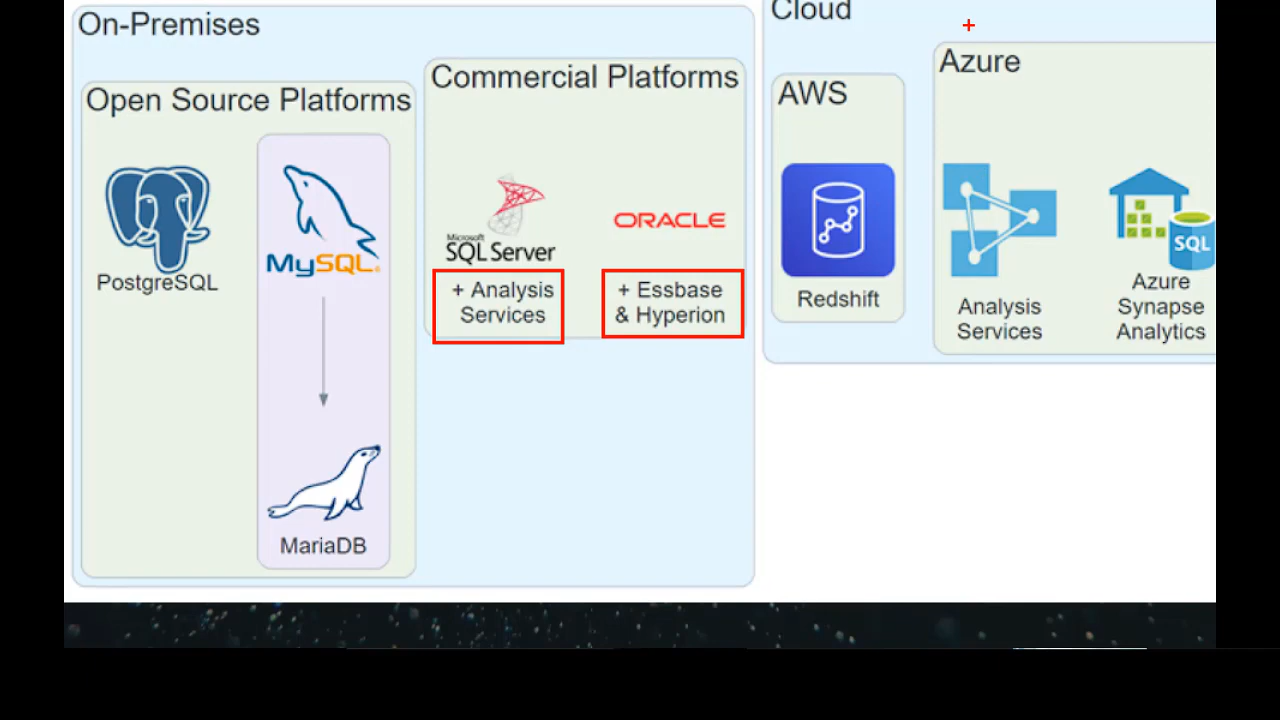 On-Premises
Open Source Platforms
PostgreSQL
MySQL
MariaDB
Commercial Platforms
Microsoft
SQL Server
+ Analysis
Services
ORACLE
+ Essbase
& Hyperion
Cloud
AWS
Redshift
Azure
Analysis
Services
SQL
Azure
Synapse
Analytics